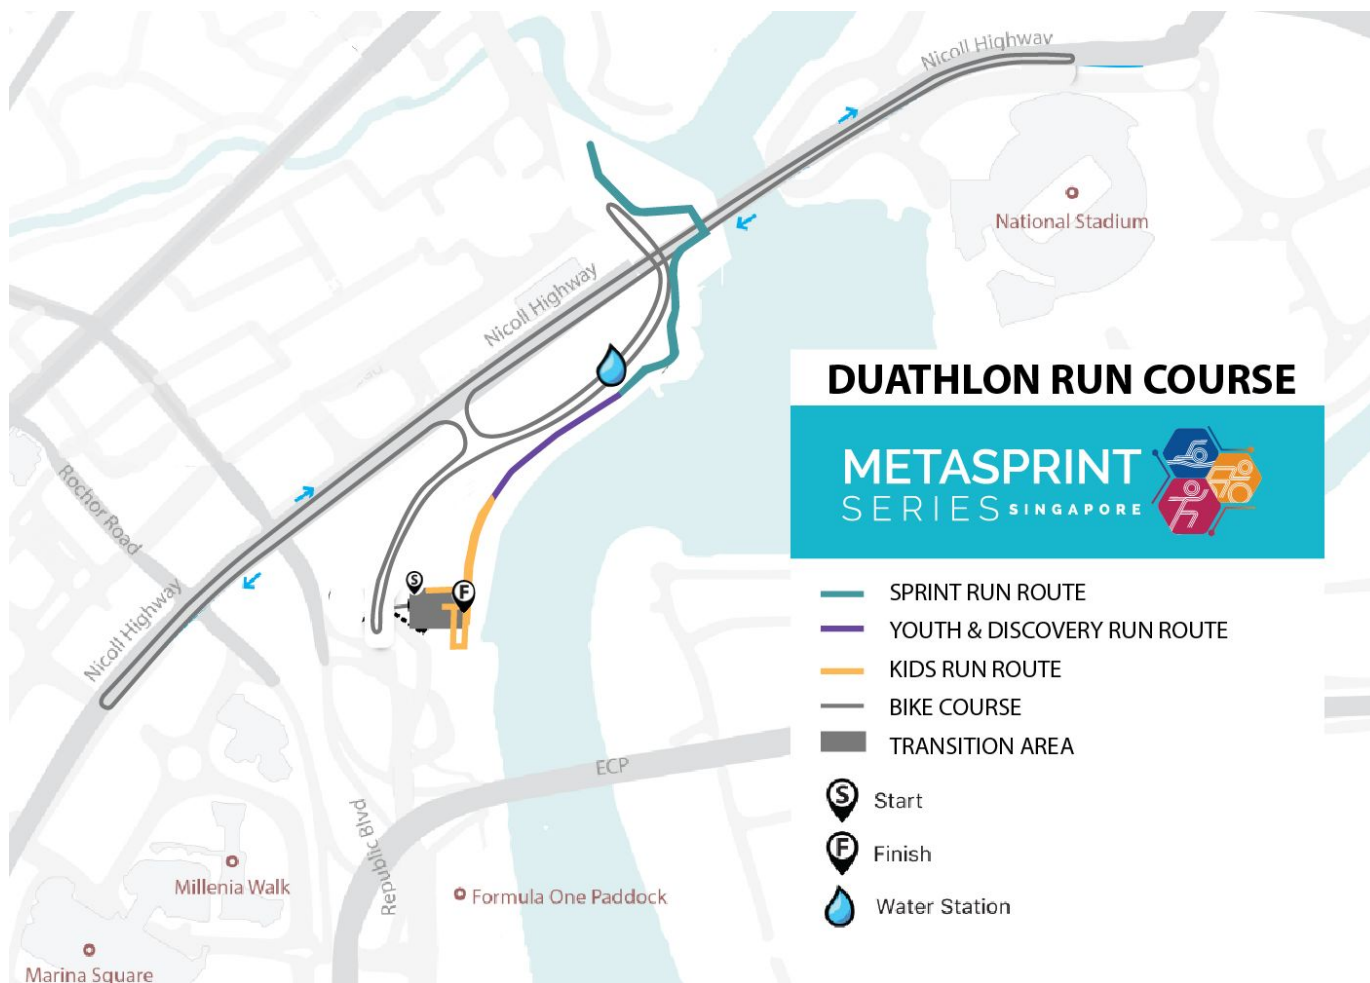 Nicoll Highway
National Stadium
Nicoll Highway
DUATHLON RUN COURSE
METASPRINT
SERIES SINGAPORE
Rochor Road
S
F
Nicoll Highway
SPRINT RUN ROUTE
YOUTH & DISCOVERY RUN ROUTE
KIDS RUN ROUTE
BIKE COURSE
TRANSITION AREA
ECP
S Start
F Finish
Water Station
Republic Blvd
Millenia Walk
Formula One Paddock
Marina Square